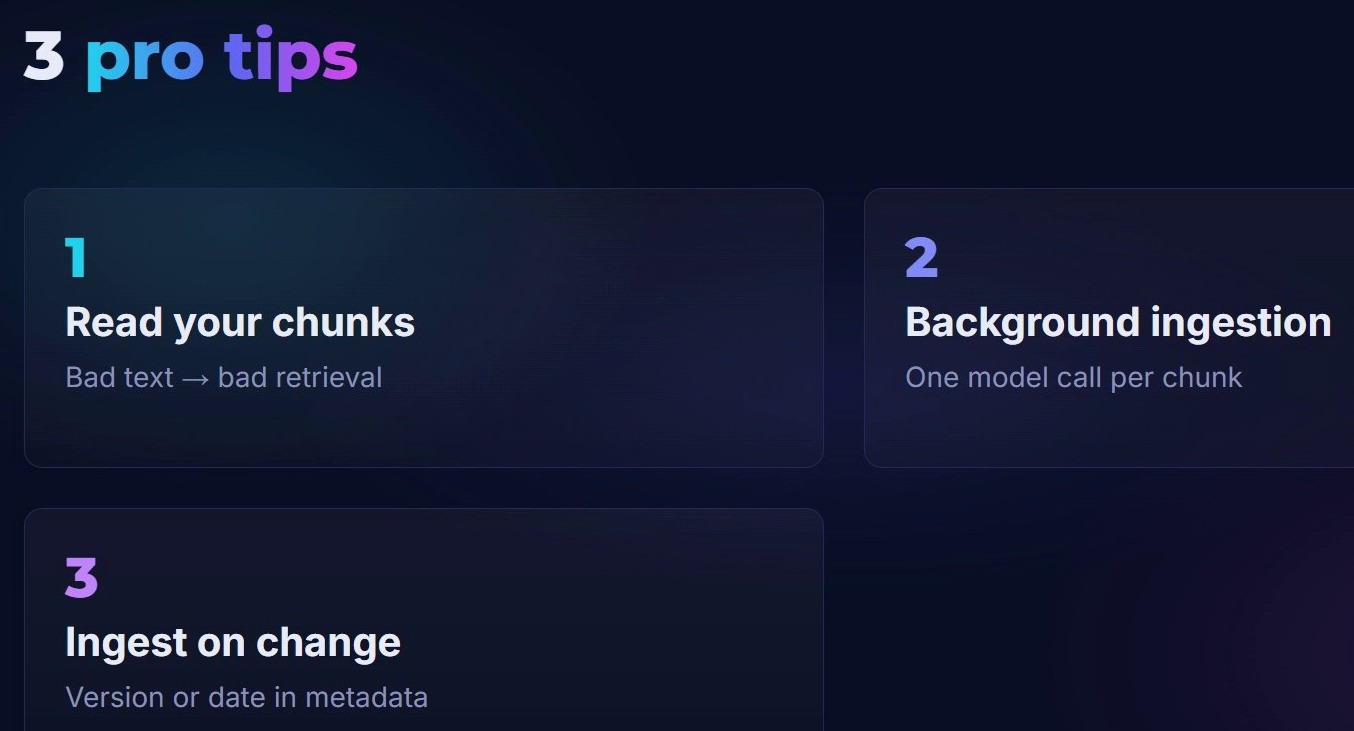 3 pro tips
1
Read your chunks
Bad text → bad retrieval
2
Background ingestion
One model call per chunk
3
Ingest on change
Version or date in metadata